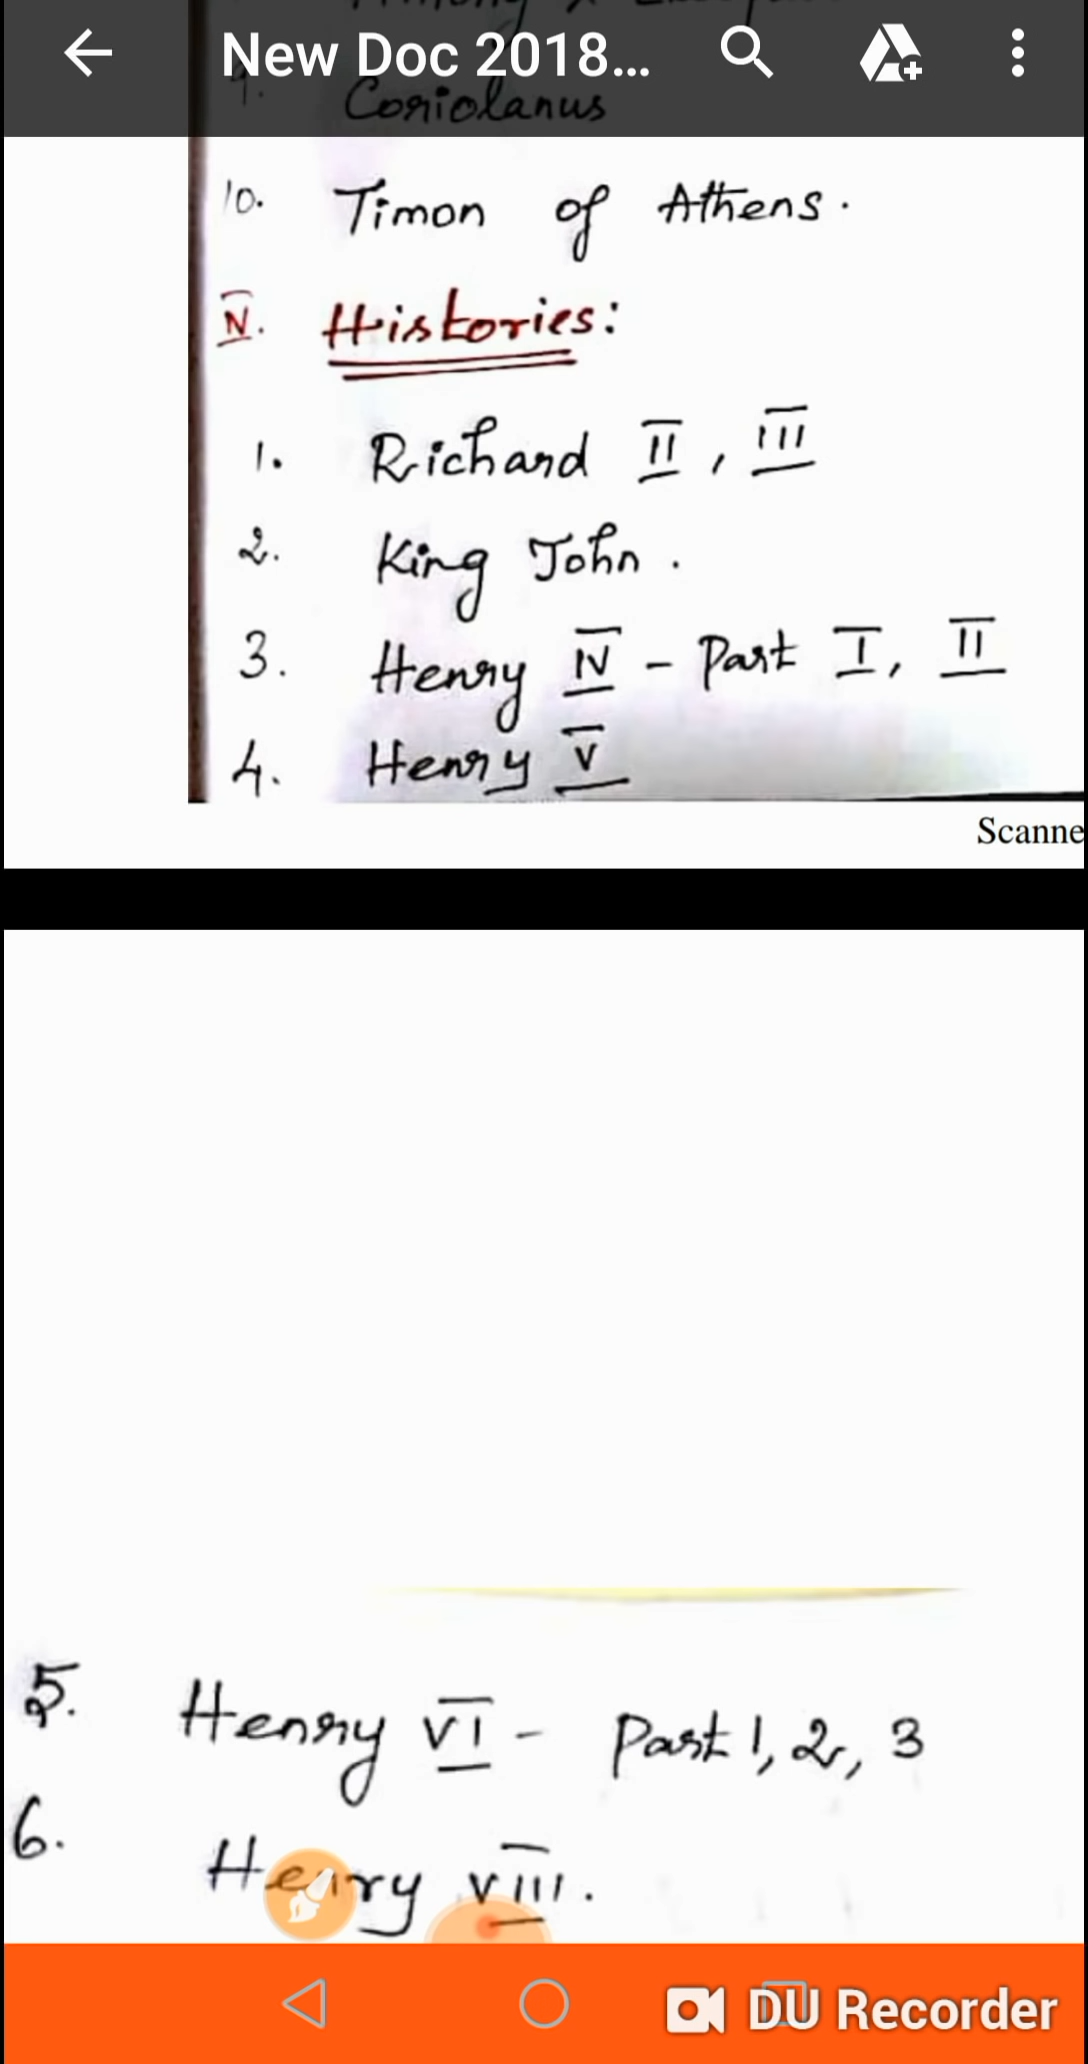 New Doc 2018...
9. Coriolanus
10. Timon of Athens.
IV. Histories:
1. Richard II, III
2. King John.
3. Henry IV - Part I, II
4. Henry V
Scanne
5. Henry VI - Part 1, 2, 3
6. Henry VIII.
DU Recorder